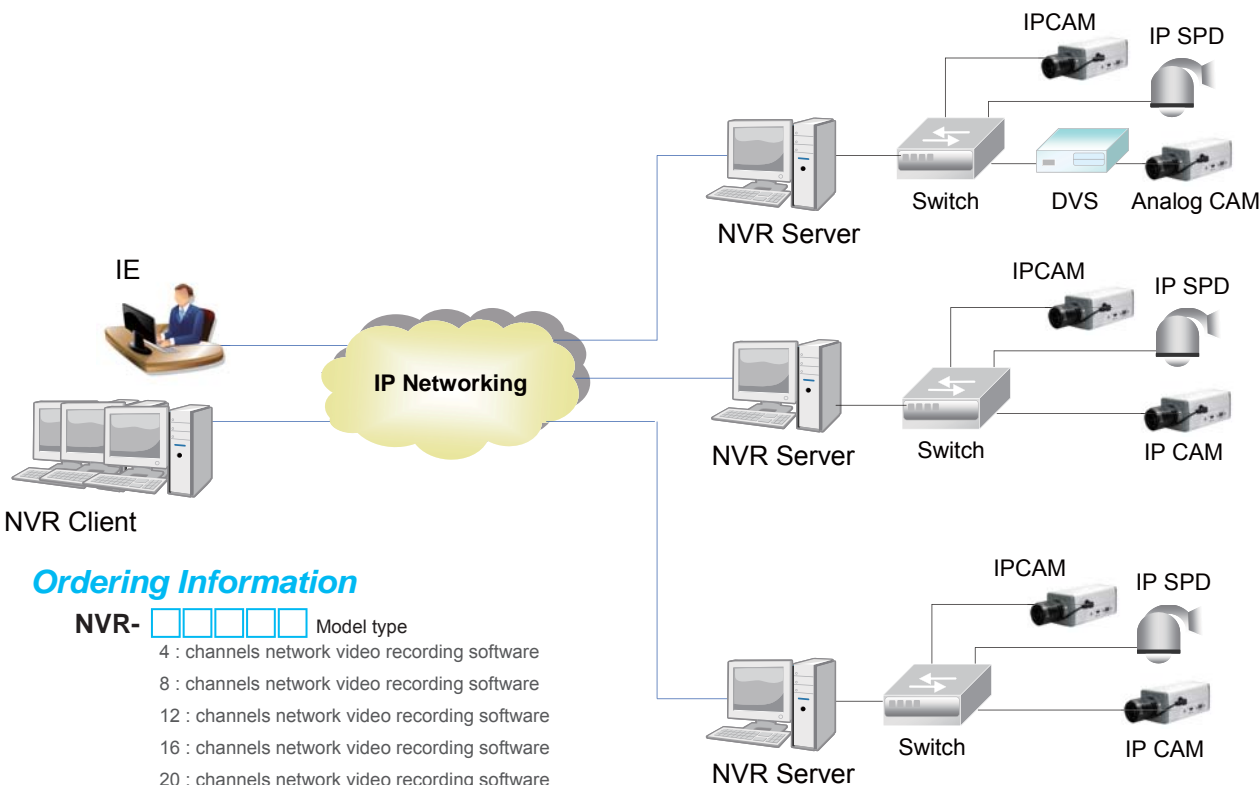 IPCAM
IP SPD
Switch
DVS
Analog CAM
NVR Server
IE
IP Networking
NVR Client
IPCAM
IP SPD
Switch
IP CAM
NVR Server
Ordering Information
NVR- Model type
4 : channels network video recording software
8 : channels network video recording software
12 : channels network video recording software
16 : channels network video recording software
20 : channels network video recording software
IPCAM
IP SPD
Switch
IP CAM
NVR Server